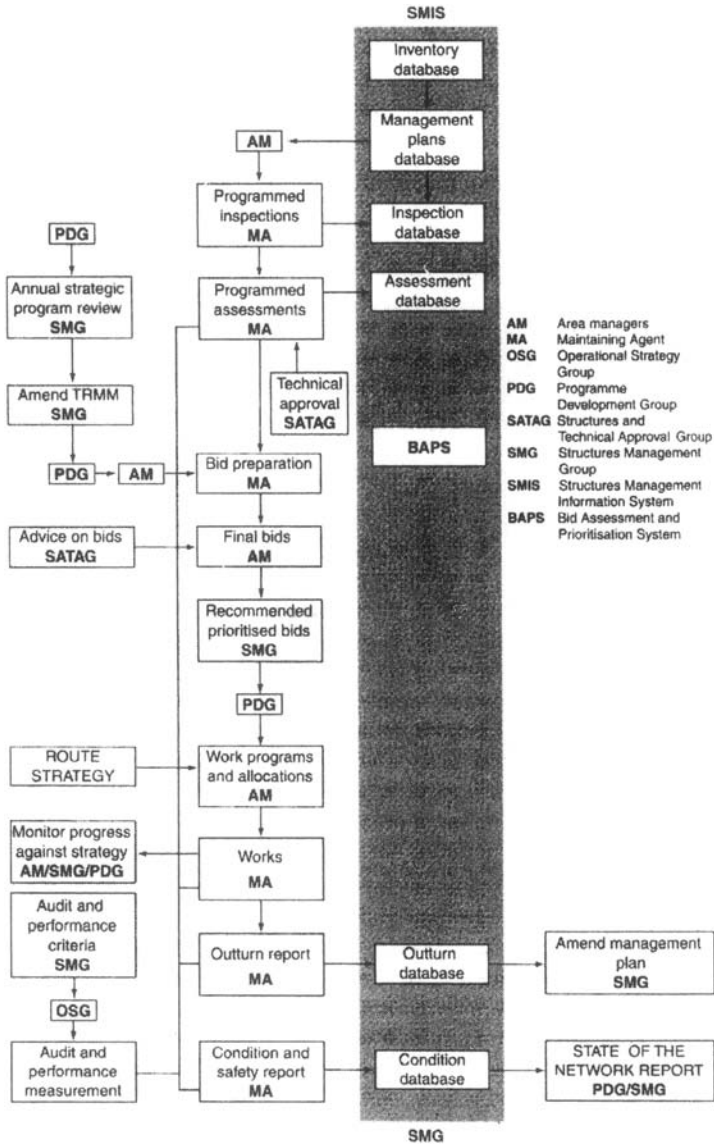 SMIS
Inventory
database
Management
plans
database
AM
Programmed
inspections
MA
Inspection
database
PDG
Annual strategic
program review
SMG
Programmed
assessments
MA
Assessment
database
Amend TRMM
SMG
Technical
approval
SATAG
AM Area managers
MA Maintaining Agent
OSG Operational Strategy
Group
PDG Programme
Development Group
SATAG Structures and
Technical Approval Group
SMG Structures Management
Group
SMIS Structures Management
Information System
BAPS Bid Assessment and
Prioritisation System
BAPS
PDG
AM
Bid preparation
MA
Advice on bids
SATAG
Final bids
AM
Recommended
prioritised bids
SMG
PDG
ROUTE
STRATEGY
Work programs
and allocations
AM
Monitor progress
against strategy
AM/SMG/PDG
Works
MA
Audit and
performance
criteria
SMG
Outturn report
MA
Outturn
database
Amend management
plan
SMG
OSG
Audit and
performance
measurement
Condition and
safety report
MA
Condition
database
STATE OF THE
NETWORK REPORT
PDG/SMG
SMG